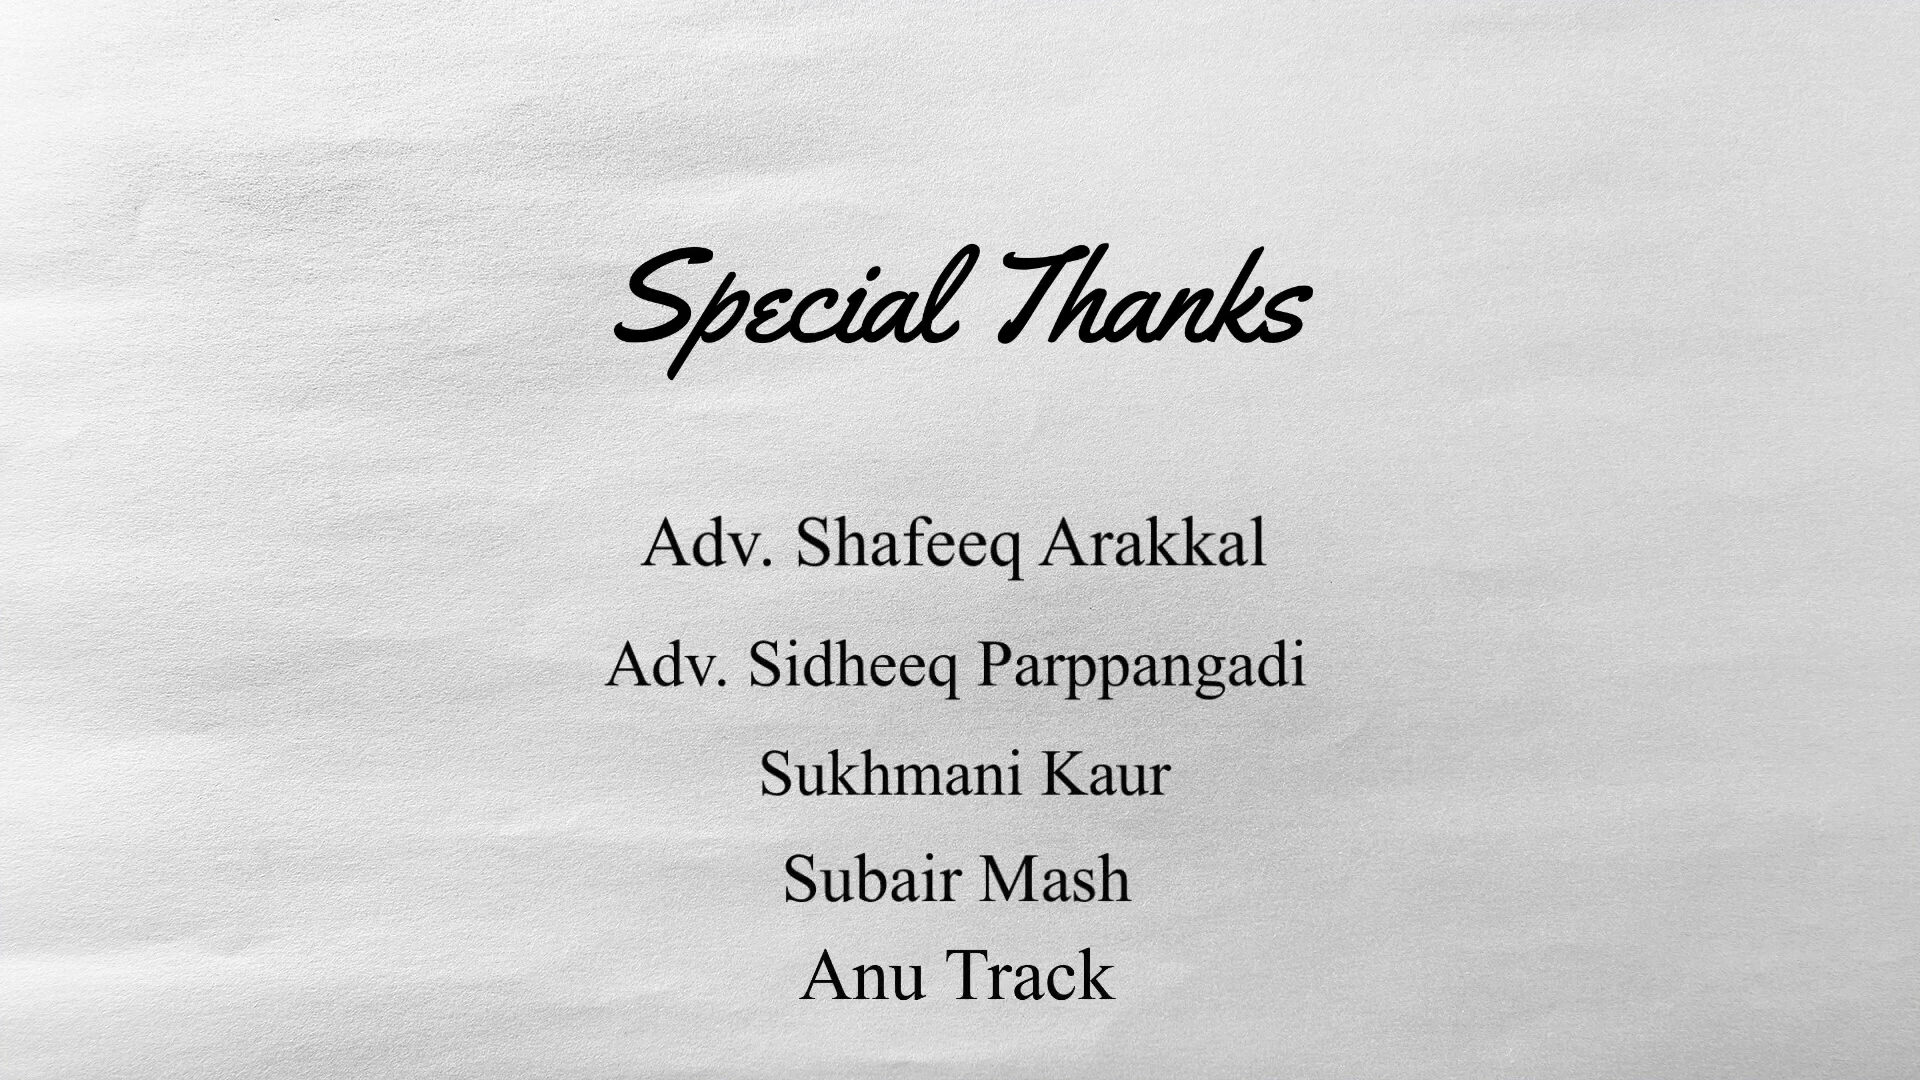 Special Thanks
Adv. Shafeeq Arakkal
Adv. Sidheeq Parppangadi
Sukhmani Kaur
Subair Mash
Anu Track